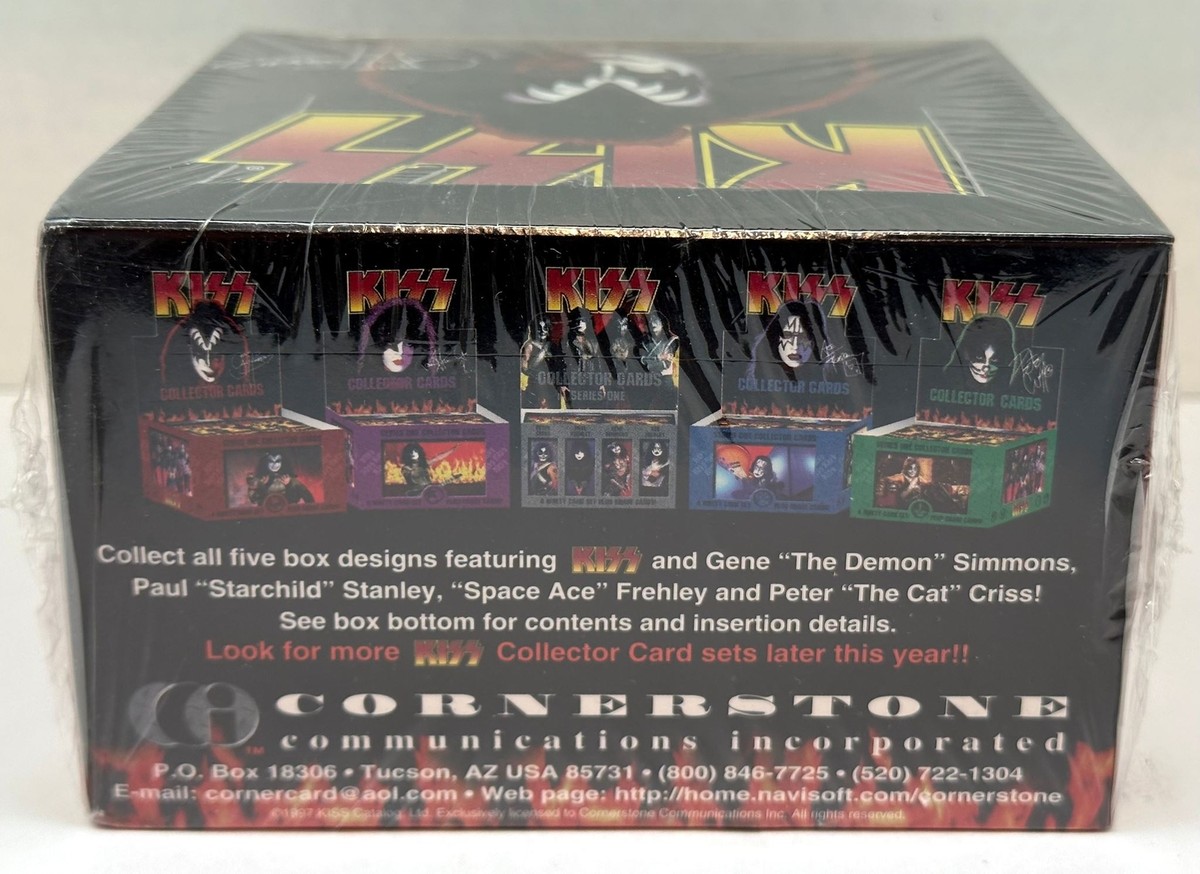 KISS
KISS KISS KISS KISS KISS
COLLECTOR CARDS COLLECTOR CARDS COLLECTOR CARDS COLLECTOR CARDS COLLECTOR CARDS
SERIES ONE
Collect all five box designs featuring KISS and Gene “The Demon” Simmons,
Paul “Starchild” Stanley, “Space Ace” Frehley and Peter “The Cat” Criss!
See box bottom for contents and insertion details.
Look for more KISS Collector Card sets later this year!!
CORNERSTONE
TM
communications incorporated
P.O. Box 18306 • Tucson, AZ USA 85731 • (800) 846-7725 • (520) 722-1304
E-mail: cornercard@aol.com • Web page: http://home.navisoft.com/cornerstone
©1997 KISS Catalog, Ltd. Exclusively licensed to Cornerstone Communications Inc. All rights reserved.